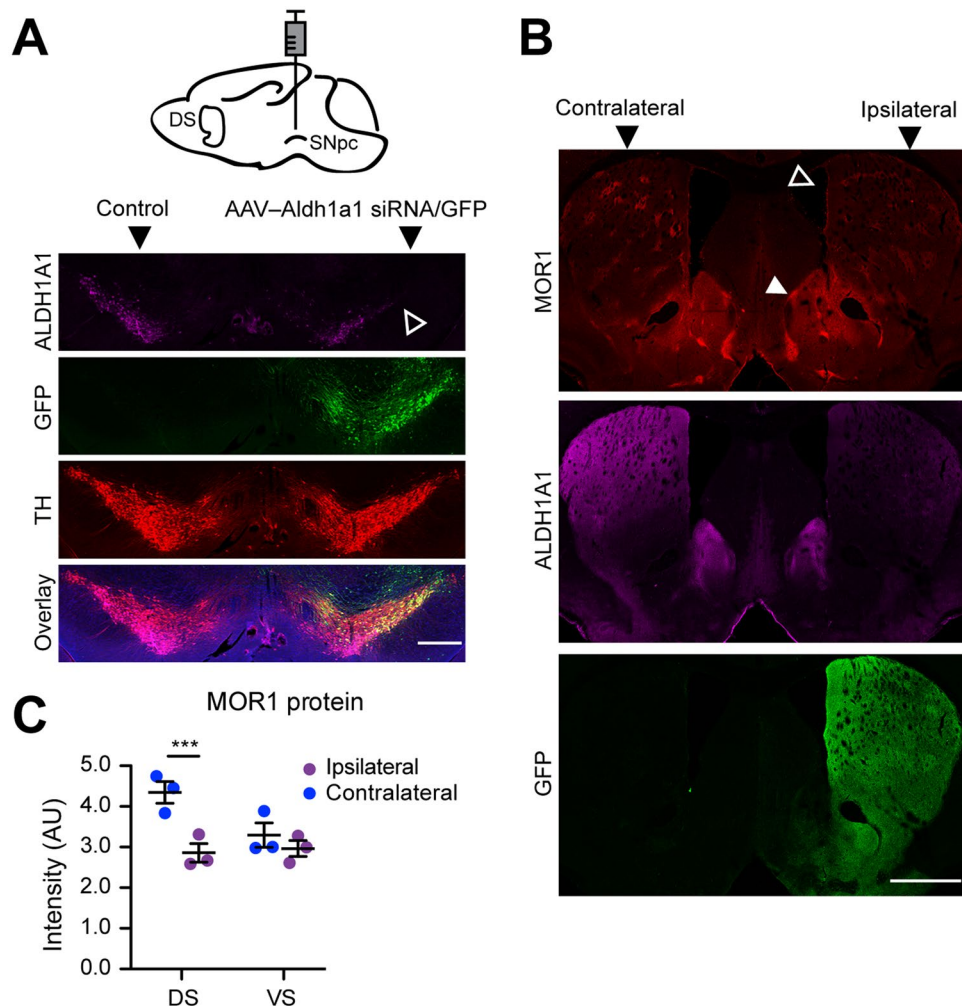 A
DS
SNpc
Control
AAV–Aldh1a1 siRNA/GFP
ALDH1A1
GFP
TH
Overlay
B
Contralateral
Ipsilateral
MOR1
ALDH1A1
GFP
C
MOR1 protein
***
Ipsilateral
Contralateral
Intensity (AU)
5.0
4.0
3.0
2.0
1.0
0.0
DS
VS